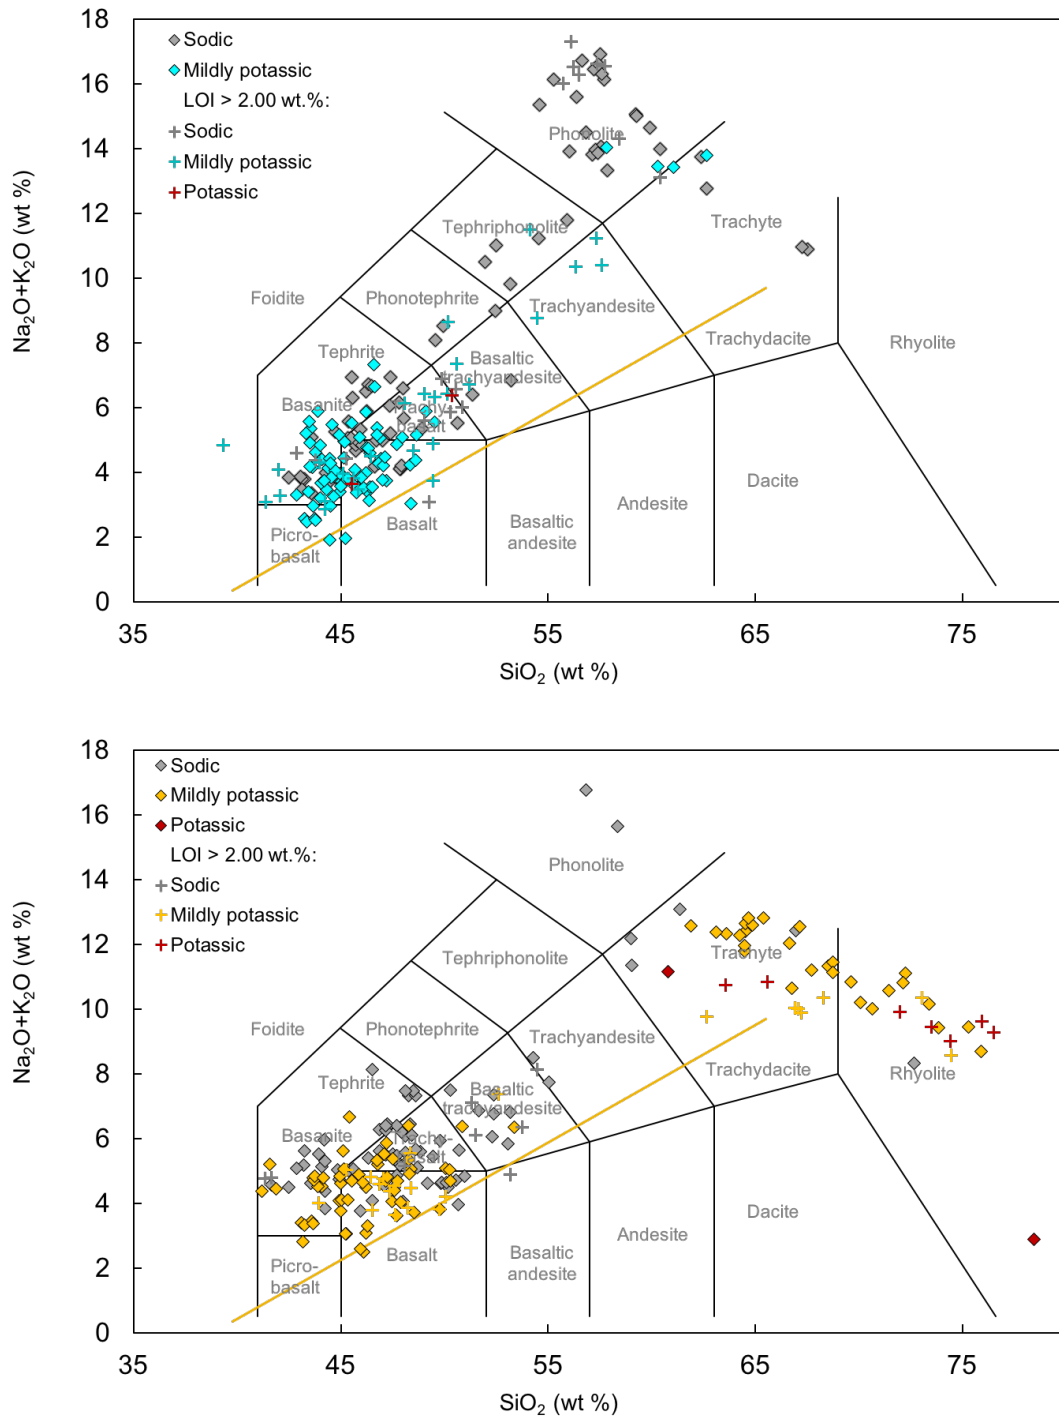 18
16
14
12
10
8
6
4
2
0
Na₂O+K₂O (wt %)
Sodic
Mildly potassic
LOI > 2.00 wt.%:
Sodic
Mildly potassic
Potassic
Phonolite
Tephriphonolite
Trachyte
Foidite
Phonotephrite
Trachyandesite
Tephrite
Basaltic
trachyandesite
Trachydacite
Rhyolite
Basanite
Trachy-
basalt
Dacite
Andesite
Picro-
basalt
Basalt
Basaltic
andesite
35
45
55
65
75
SiO₂ (wt %)
18
16
14
12
10
8
6
4
2
0
Na₂O+K₂O (wt %)
Sodic
Mildly potassic
Potassic
LOI > 2.00 wt.%:
Sodic
Mildly potassic
Potassic
Phonolite
Tephriphonolite
Trachyte
Foidite
Phonotephrite
Trachyandesite
Tephrite
Basaltic
trachyandesite
Trachydacite
Rhyolite
Basanite
Trachy-
basalt
Dacite
Andesite
Picro-
basalt
Basalt
Basaltic
andesite
35
45
55
65
75
SiO₂ (wt %)